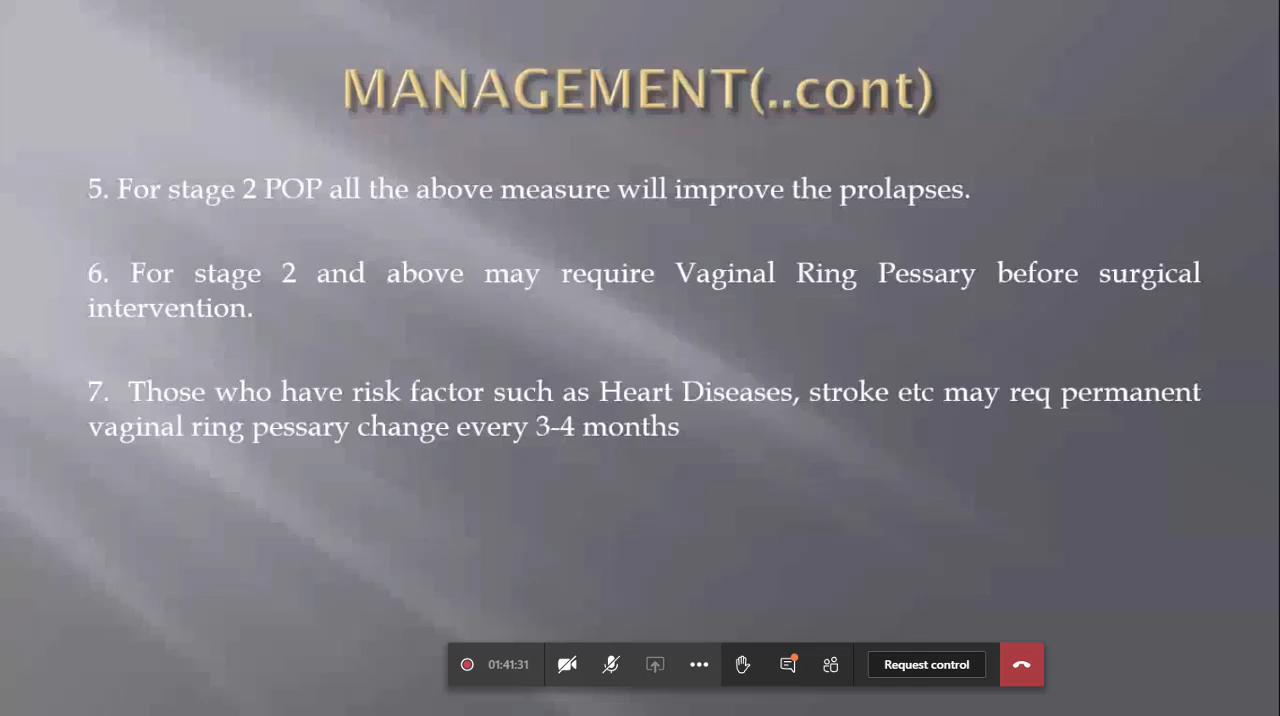 MANAGEMENT(..cont)
5. For stage 2 POP all the above measure will improve the prolapses.
6. For stage 2 and above may require Vaginal Ring Pessary before surgical
intervention.
7. Those who have risk factor such as Heart Diseases, stroke etc may req permanent
vaginal ring pessary change every 3-4 months
01:41:31 Request control